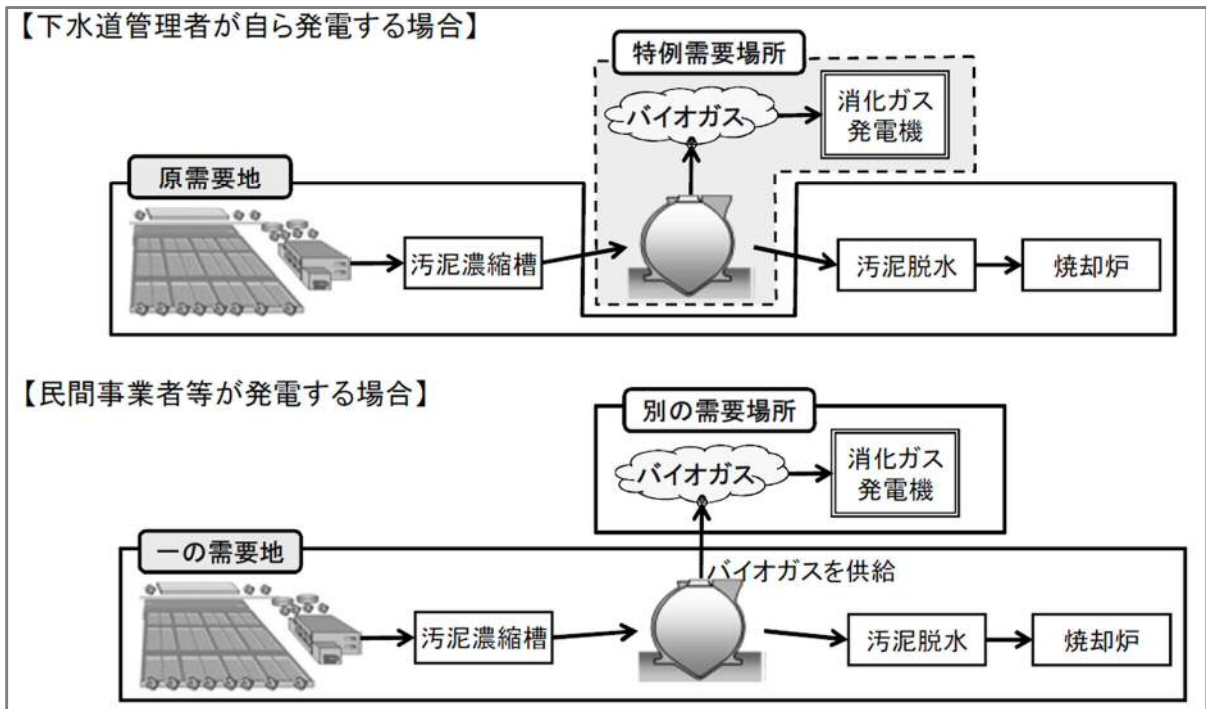 【下水道管理者が自ら発電する場合】
特例需要場所
バイオガス
消化ガス
発電機
原需要地
汚泥濃縮槽
汚泥脱水
焼却炉
【民間事業者等が発電する場合】
別の需要場所
バイオガス
消化ガス
発電機
一の需要地
バイオガスを供給
汚泥濃縮槽
汚泥脱水
焼却炉